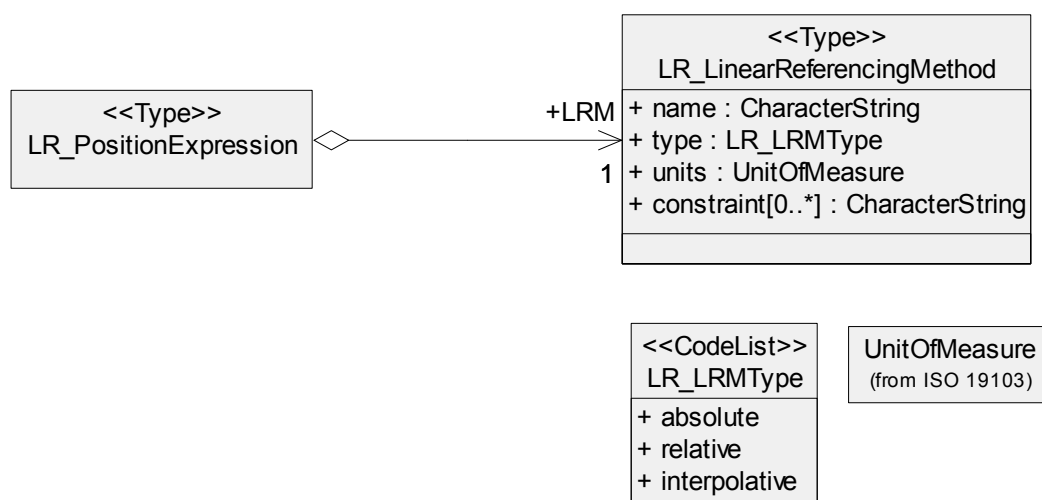 <<Type>>
LR_PositionExpression
+LRM
1
<<Type>>
LR_LinearReferencingMethod
+ name : CharacterString
+ type : LR_LRMType
+ units : UnitOfMeasure
+ constraint[0..*] : CharacterString
<<CodeList>>
LR_LRMType
+ absolute
+ relative
+ interpolative
UnitOfMeasure
(from ISO 19103)